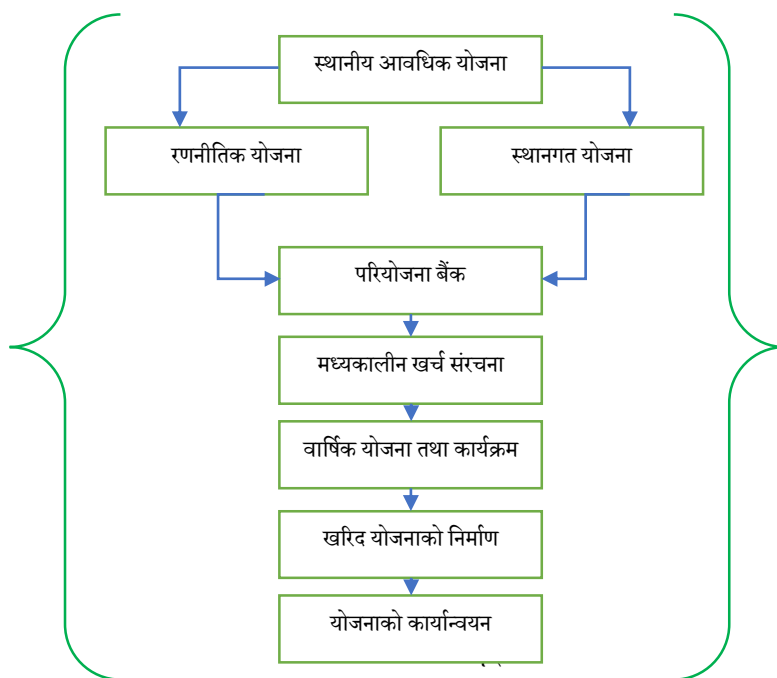 स्थानीय आवधिक योजना
रणनीतिक योजना
स्थानगत योजना
परियोजना बैंक
मध्यकालीन खर्च संरचना
वार्षिक योजना तथा कार्यक्रम
खरिद योजनाको निर्माण
योजनाको कार्यान्वयन